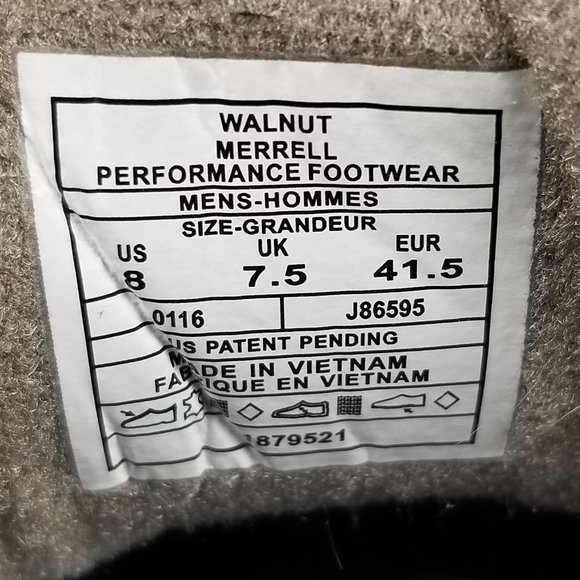 WALNUT
MERRELL
PERFORMANCE FOOTWEAR
MENS-HOMMES
SIZE-GRANDEUR
US UK EUR
8 7.5 41.5
0116 J86595
US PATENT PENDING
MADE IN VIETNAM
EN VIETNAM
1879521